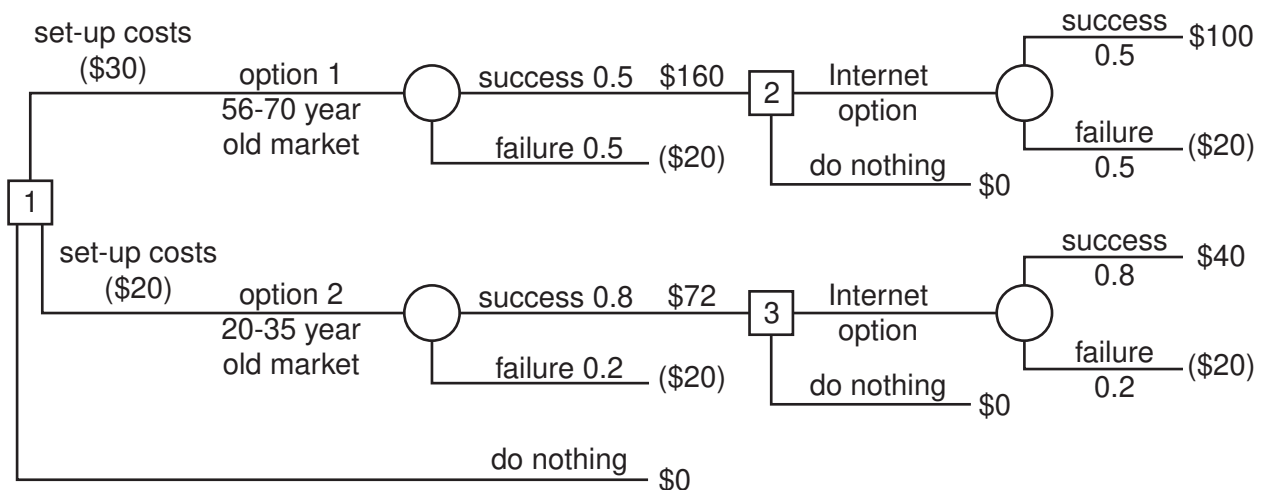 set-up costs
($30)
option 1
56-70 year
old market
success 0.5
$160
2
Internet
option
success
0.5
$100
failure
0.5
($20)
do nothing
$0
failure 0.5
($20)
1
set-up costs
($20)
option 2
20-35 year
old market
success 0.8
$72
3
Internet
option
success
0.8
$40
failure
0.2
($20)
do nothing
$0
failure 0.2
($20)
do nothing
$0